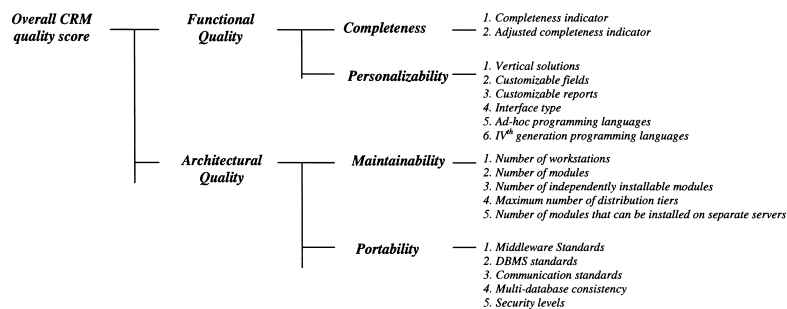 Overall CRM
quality score
Functional
Quality
Completeness
1. Completeness indicator
2. Adjusted completeness indicator
Personalizability
1. Vertical solutions
2. Customizable fields
3. Customizable reports
4. Interface type
5. Ad-hoc programming languages
6. IVth generation programming languages
Architectural
Quality
Maintainability
1. Number of workstations
2. Number of modules
3. Number of independently installable modules
4. Maximum number of distribution tiers
5. Number of modules that can be installed on separate servers
Portability
1. Middleware Standards
2. DBMS standards
3. Communication standards
4. Multi-database consistency
5. Security levels